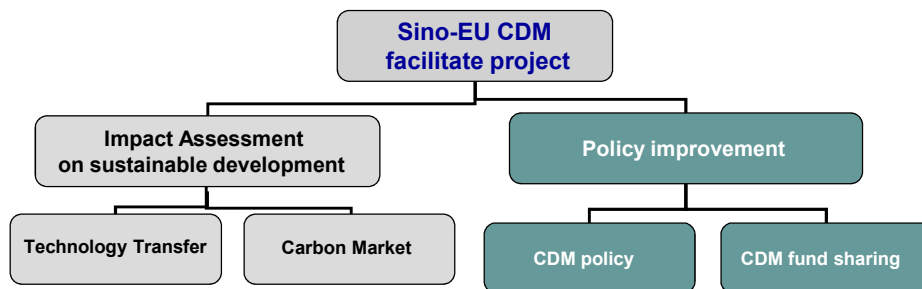 Sino-EU CDM
facilitate project
Impact Assessment
on sustainable development
Policy improvement
Technology Transfer
Carbon Market
CDM policy
CDM fund sharing